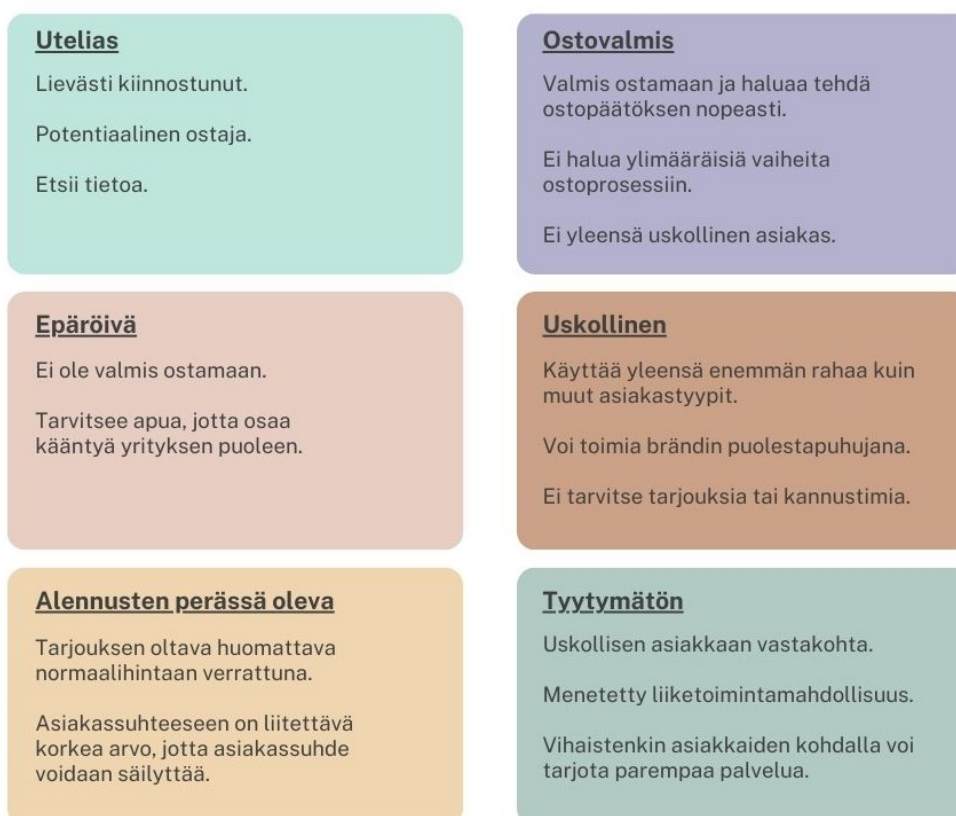 Utelias
Lievästi kiinnostunut.
Potentiaalinen ostaja.
Etsii tietoa.
Ostovalmis
Valmis ostamaan ja haluaa tehdä
ostopäätöksen nopeasti.
Ei halua ylimääräisiä vaiheita
ostoprosessiin.
Ei yleensä uskollinen asiakas.
Epäröivä
Ei ole valmis ostamaan.
Tarvitsee apua, jotta osaa
kääntyä yrityksen puoleen.
Uskollinen
Käyttää yleensä enemmän rahaa kuin
muut asiakastyypit.
Voi toimia brändin puolestapuhujana.
Ei tarvitse tarjouksia tai kannustimia.
Alennusten perässä oleva
Tarjouksen oltava huomattava
normaalihintaan verrattuna.
Asiakassuhteeseen on liitettävä
korkea arvo, jotta asiakassuhde
voidaan säilyttää.
Tyytymätön
Uskollisen asiakkaan vastakohta.
Menetetty liiketoimintamahdollisuus.
Vihaistenkin asiakkaiden kohdalla voi
tarjota parempaa palvelua.